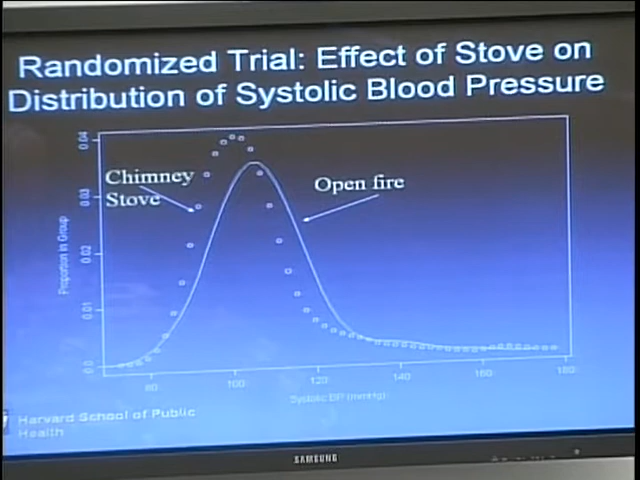 Randomized Trial: Effect of Stove on
Distribution of Systolic Blood Pressure
Chimney
Stove
Open fire
Proportion in Group
0.04
0.03
0.02
0.01
0.0
80
100
120
140
160
180
Systolic BP (mmHg)
Harvard School of Public
Health
SAMSUNG